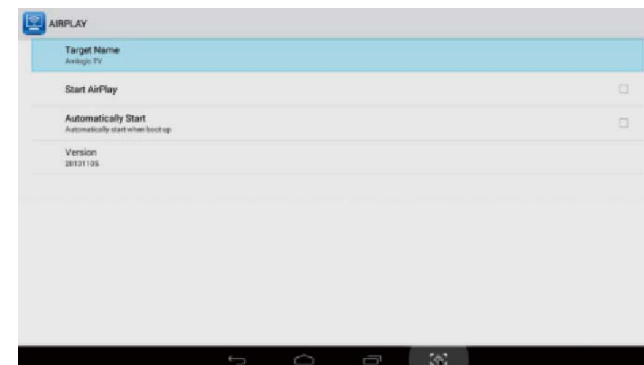 AIRPLAY
Target Name
Amlogic TV
Start AirPlay
Automatically Start
Automatically start when boot up
Version
20131105